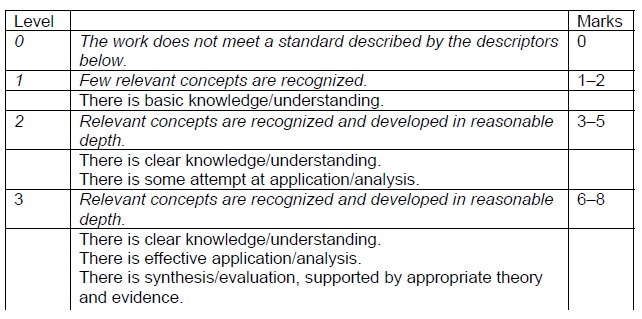 Level Marks
0 The work does not meet a standard described by the descriptors 0
below.
1 Few relevant concepts are recognized. 1–2
There is basic knowledge/understanding.
2 Relevant concepts are recognized and developed in reasonable 3–5
depth.
There is clear knowledge/understanding.
There is some attempt at application/analysis.
3 Relevant concepts are recognized and developed in reasonable 6–8
depth.
There is clear knowledge/understanding.
There is effective application/analysis.
There is synthesis/evaluation, supported by appropriate theory
and evidence.